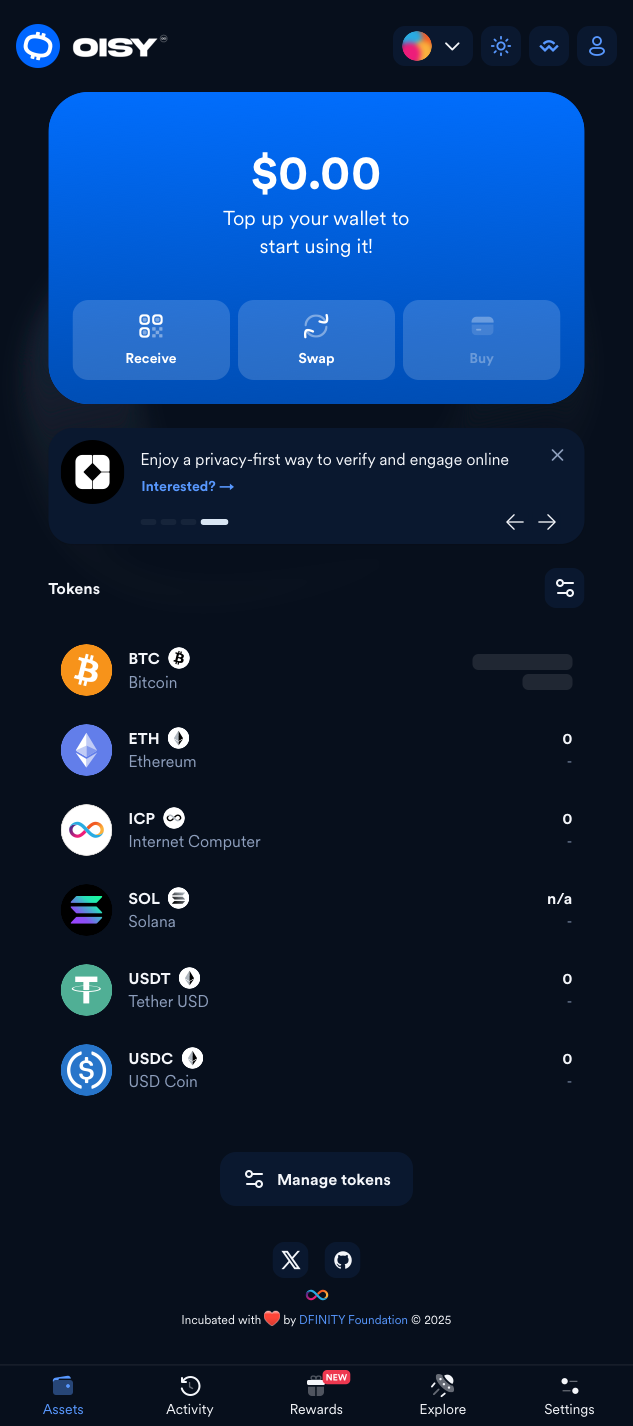 OISY
$0.00
Top up your wallet to
start using it!
Receive
Swap
Buy
Enjoy a privacy-first way to verify and engage online
Interested? →
Tokens
BTC
Bitcoin
ETH
0
Ethereum
-
ICP
0
Internet Computer
-
SOL
n/a
Solana
-
USDT
0
Tether USD
-
USDC
0
USD Coin
-
Manage tokens
Incubated with ❤️ by DFINITY Foundation © 2025
NEW
Assets
Activity
Rewards
Explore
Settings